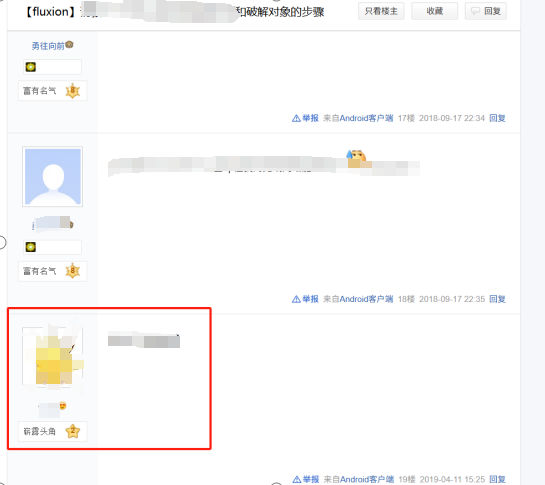 【fluxion】 和破解对象的步骤 只看楼主 收藏 回复
勇往向前
富有名气 8
举报 来自Android客户端 17楼 2018-09-17 22:34 回复
富有名气 8
举报 来自Android客户端 18楼 2018-09-17 22:35 回复
崭露头角 2
举报 来自Android客户端 19楼 2019-04-11 15:25 回复